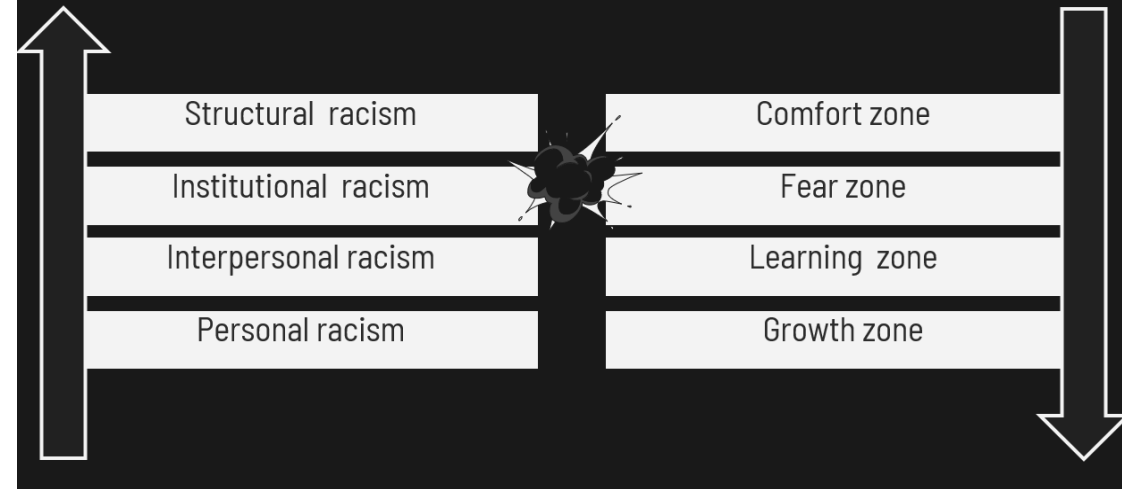 Structural racism
Institutional racism
Interpersonal racism
Personal racism
Comfort zone
Fear zone
Learning zone
Growth zone